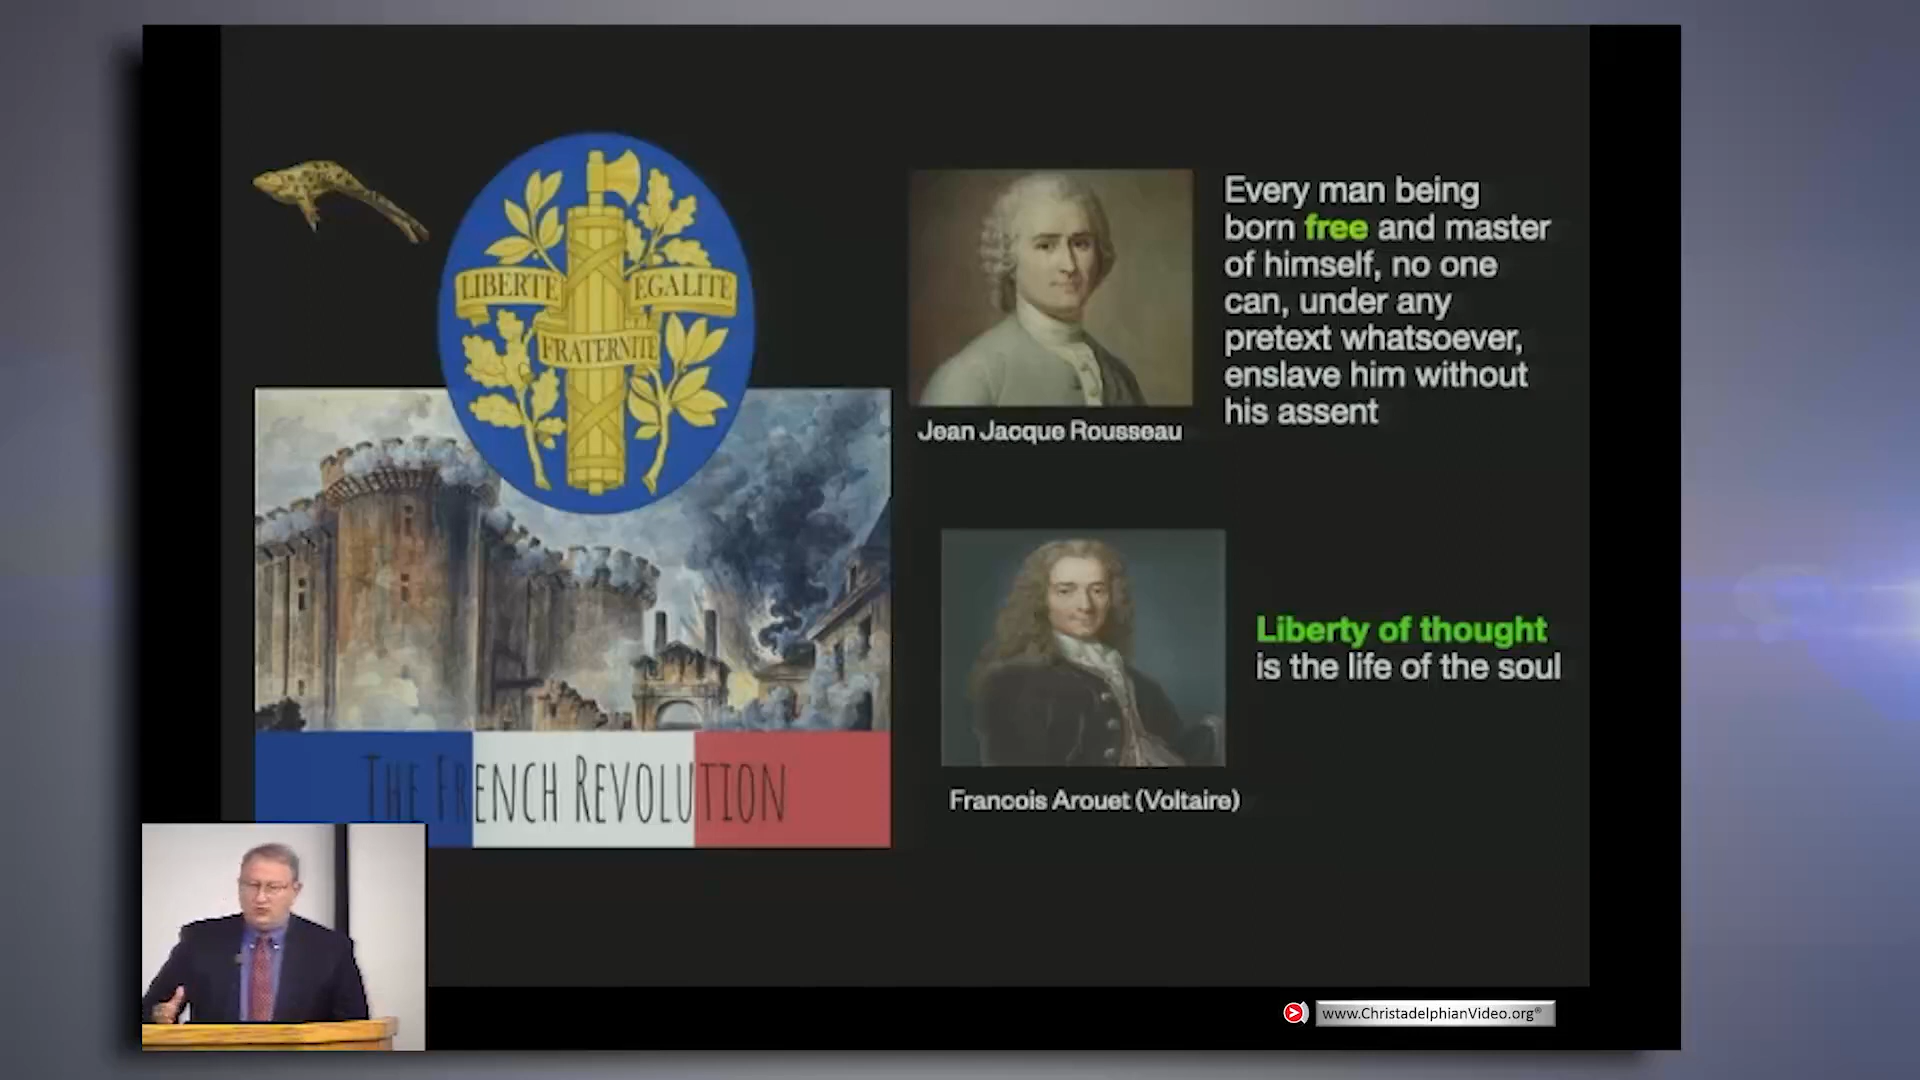 LIBERTE
EGALITE
FRATERNITE
THE FRENCH REVOLUTION
Jean Jacque Rousseau
Every man being
born free and master
of himself, no one
can, under any
pretext whatsoever,
enslave him without
his assent
Francois Arouet (Voltaire)
Liberty of thought
is the life of the soul
www.ChristadelphianVideo.org®